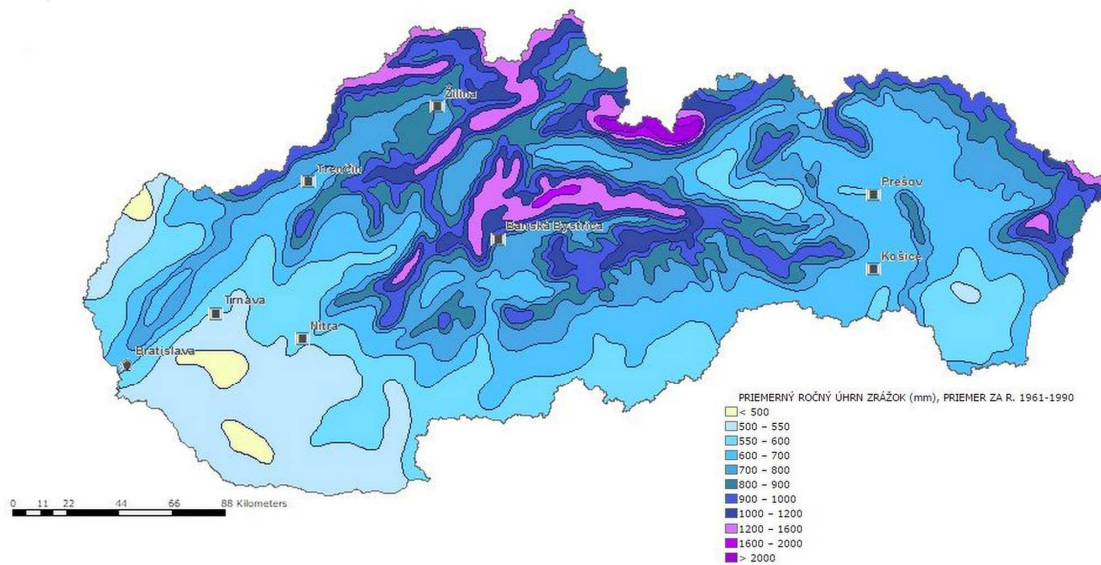 Žilina
Trenčín
Prešov
Banská Bystrica
Košice
Trnava
Nitra
Bratislava
PRIEMERNÝ ROČNÝ ÚHRN ZRÁŽOK (mm), PRIEMER ZA R. 1961-1990
< 500
500 – 550
550 – 600
600 – 700
700 – 800
800 – 900
900 – 1000
1000 – 1200
1200 – 1600
1600 – 2000
> 2000
0 11 22 44 66 88 Kilometers